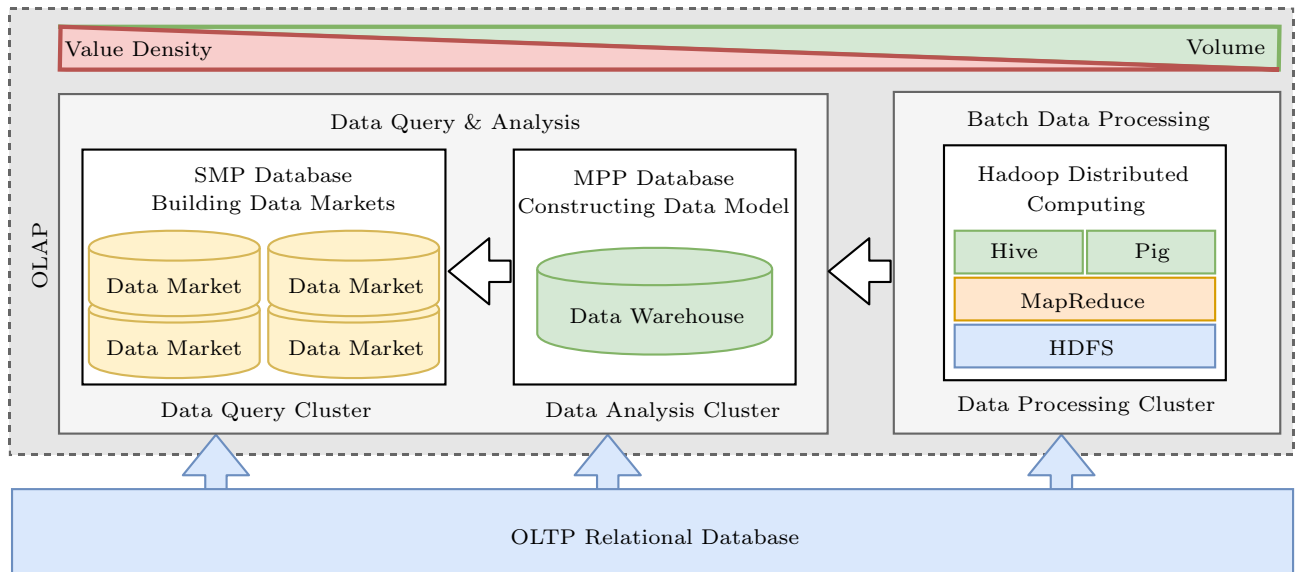 Value Density
Volume
Data Query & Analysis
Batch Data Processing
OLAP
SMP Database
Building Data Markets
MPP Database
Constructing Data Model
Hadoop Distributed
Computing
Data Market
Data Market
Data Market
Data Market
Data Warehouse
Hive
Pig
MapReduce
HDFS
Data Query Cluster
Data Analysis Cluster
Data Processing Cluster
OLTP Relational Database